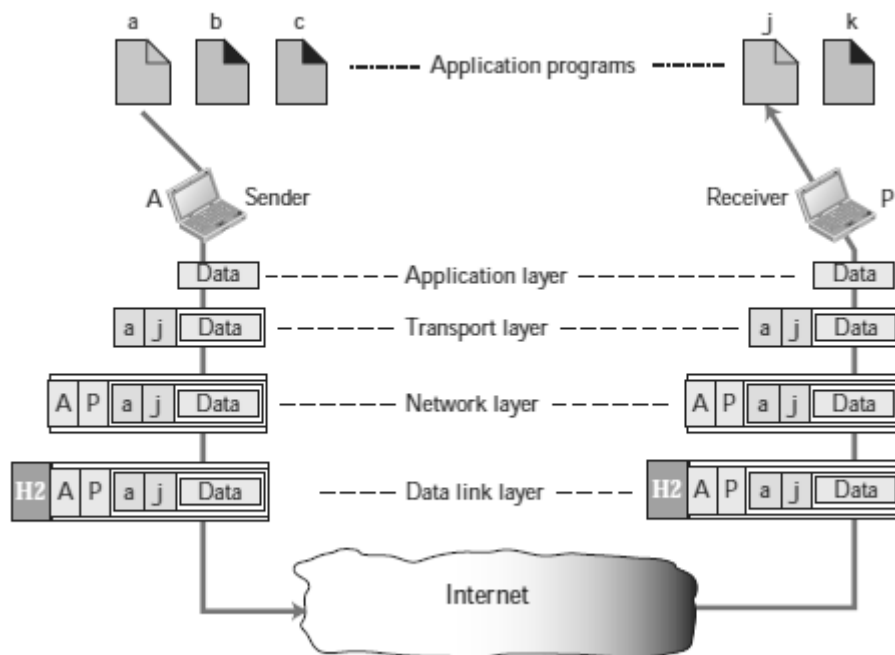 a b c j k
Application programs
A Sender Receiver P
Data Application layer Data
a j Data Transport layer a j Data
A P a j Data Network layer A P a j Data
H2 A P a j Data Data link layer H2 A P a j Data
Internet